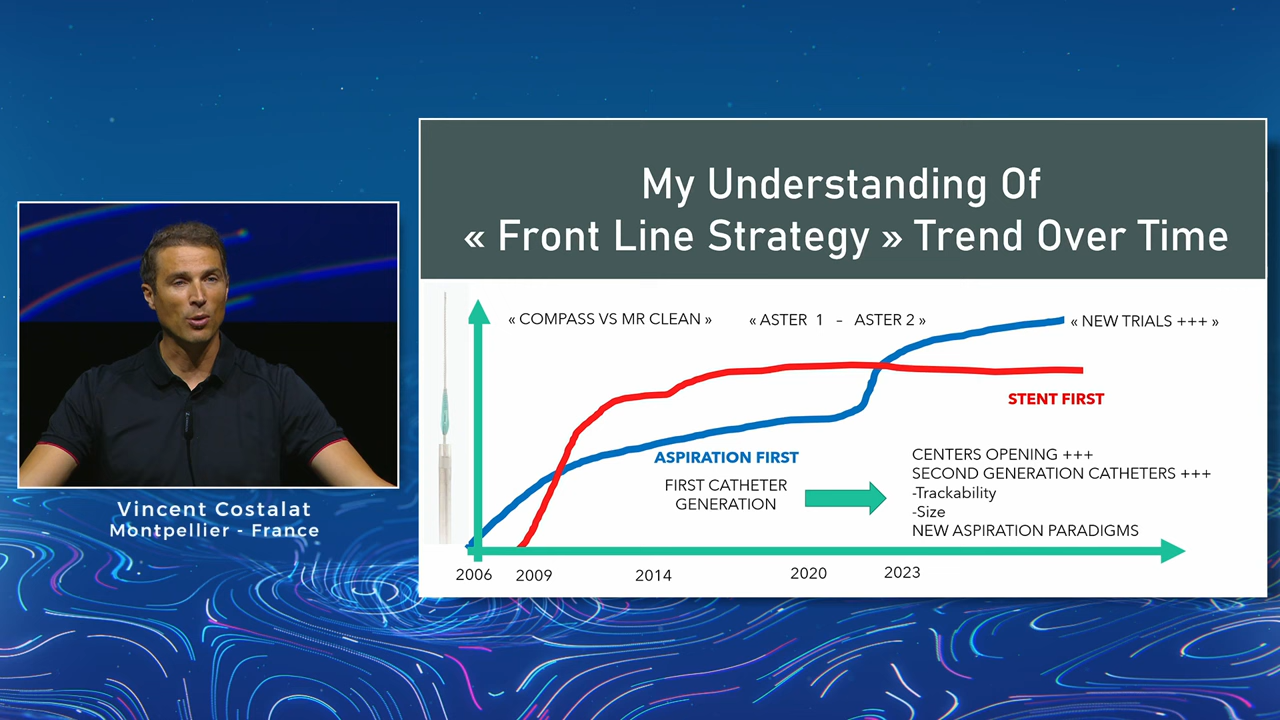 My Understanding Of
« Front Line Strategy » Trend Over Time
« COMPASS VS MR CLEAN »
« ASTER 1 - ASTER 2 »
« NEW TRIALS +++ »
STENT FIRST
ASPIRATION FIRST
FIRST CATHETER
GENERATION
CENTERS OPENING +++
SECOND GENERATION CATHETERS +++
-Trackability
-Size
NEW ASPIRATION PARADIGMS
2006
2009
2014
2020
2023
Vincent Costalat
Montpellier - France